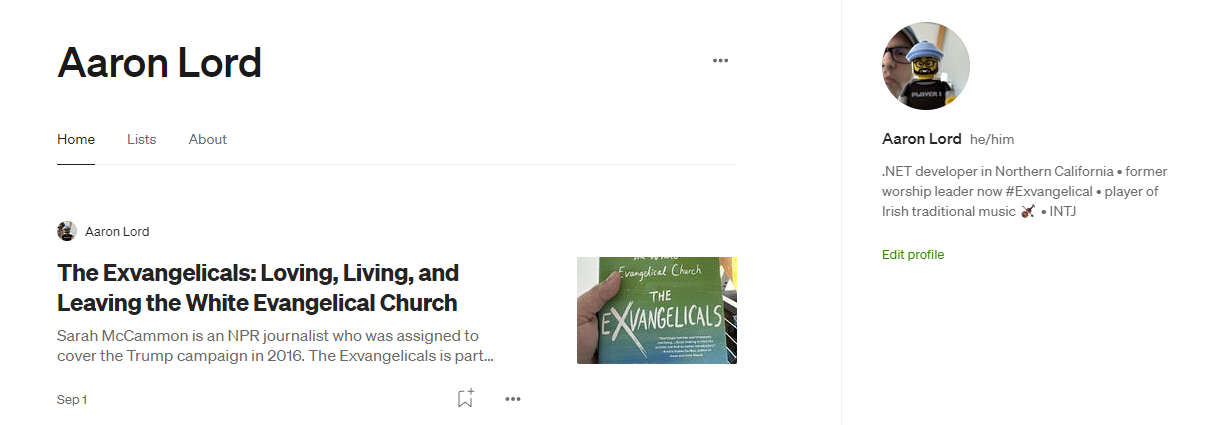 Aaron Lord
Home
Lists
About
Aaron Lord
The Exvangelicals: Loving, Living, and
Leaving the White Evangelical Church
Sarah McCammon is an NPR journalist who was assigned to
cover the Trump campaign in 2016. The Exvangelicals is part...
Sep 1
Evangelical Church
THE
EXVANGELICALS
PLAYER 1
Aaron Lord he/him
.NET developer in Northern California • former
worship leader now #Exvangelical • player of
Irish traditional music 🎻 • INTJ
Edit profile